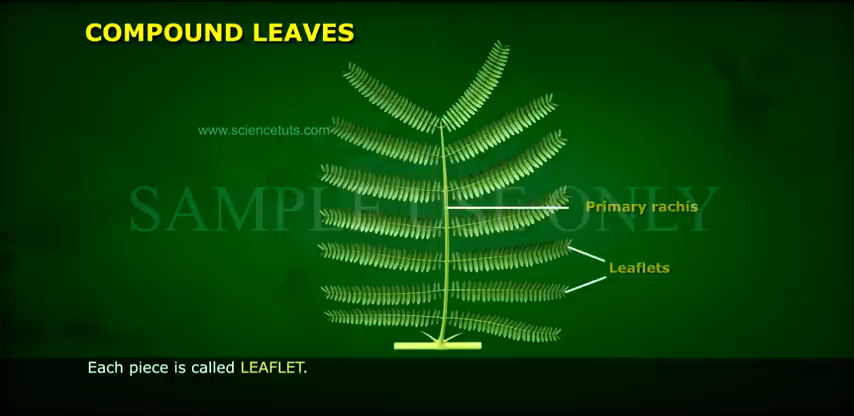 COMPOUND LEAVES
www.sciencetuts.com
SAMPLE USE ONLY
Primary rachis
Leaflets
Each piece is called LEAFLET.